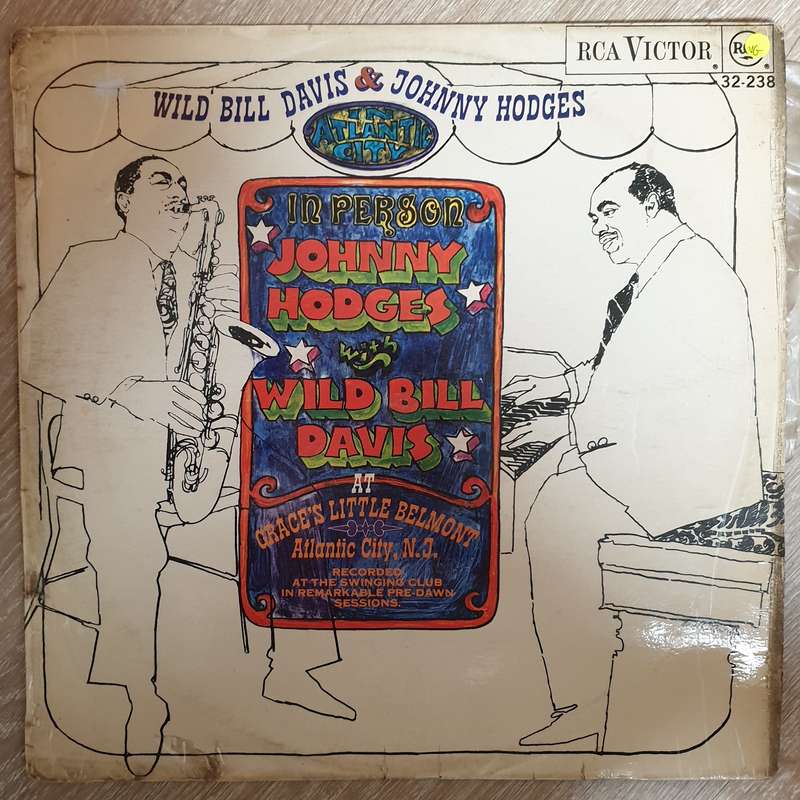 RCA VICTOR
32-238
WILD BILL DAVIS & JOHNNY HODGES
IN
ATLANTIC
CITY
IN PERSON
JOHNNY
HODGES
with
WILD BILL
DAVIS
AT
GRACE'S LITTLE BELMONT
Atlantic City, N.J.
RECORDED
AT THE SWINGING CLUB
IN REMARKABLE PRE-DAWN
SESSIONS.